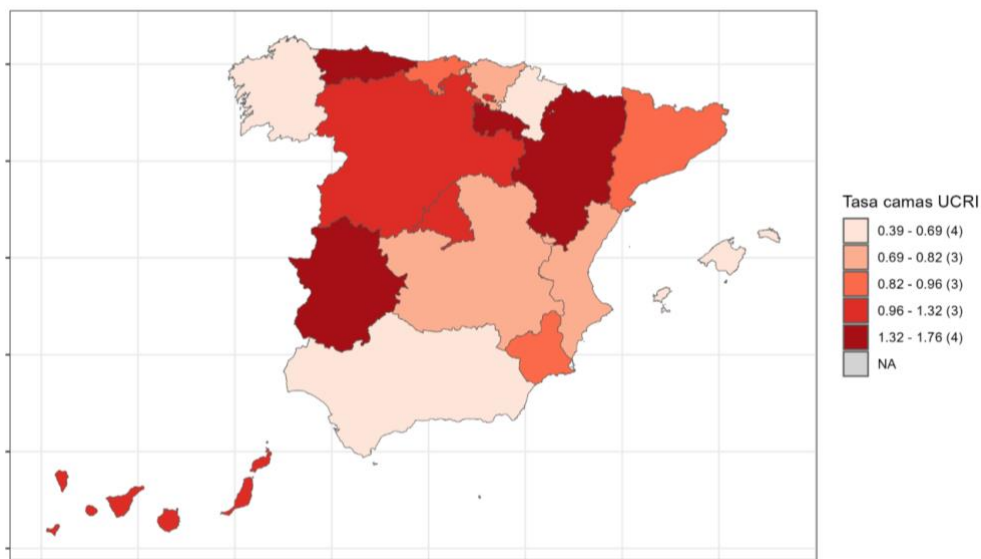 Tasa camas UCRI
0.39 - 0.69 (4)
0.69 - 0.82 (3)
0.82 - 0.96 (3)
0.96 - 1.32 (3)
1.32 - 1.76 (4)
NA